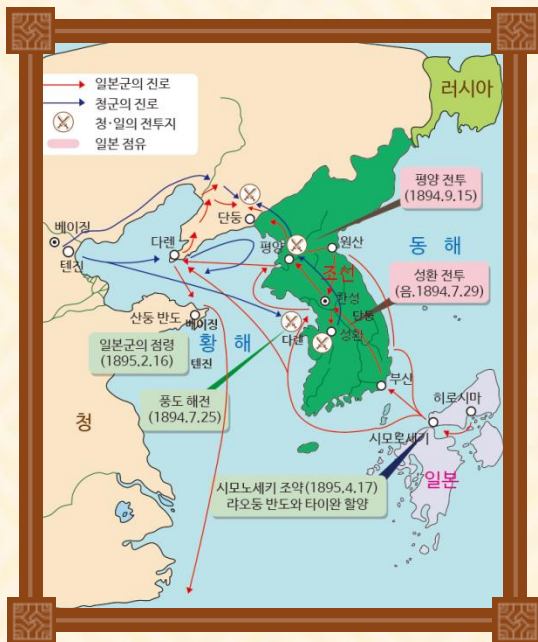 일본군의 진로
청군의 진로
청·일의 전투지
일본 점유
러시아
평양 전투
(1894.9.15)
베이징
톈진
단둥
다롄
평양
원산
동 해
조선
성환 전투
(음.1894.7.29)
한성
단둥
산둥 반도
베이징
다롄
성환
황 해
톈진
일본군의 점령
(1895.2.16)
풍도 해전
(1894.7.25)
부산
히로시마
시모노세키
청
일본
시모노세키 조약(1895.4.17)
랴오둥 반도와 타이완 할양